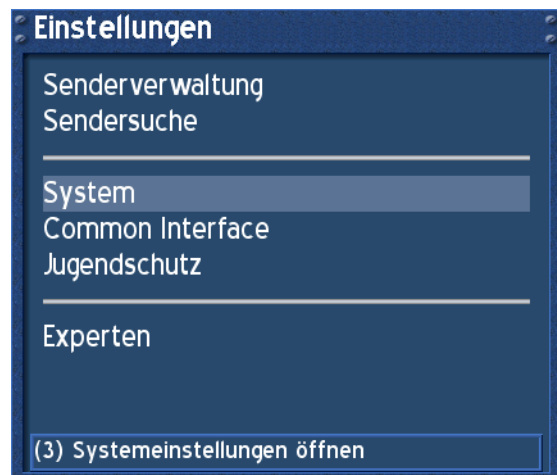 Einstellungen
Senderverwaltung
Sendersuche
System
Common Interface
Jugendschutz
Experten
(3) Systemeinstellungen öffnen